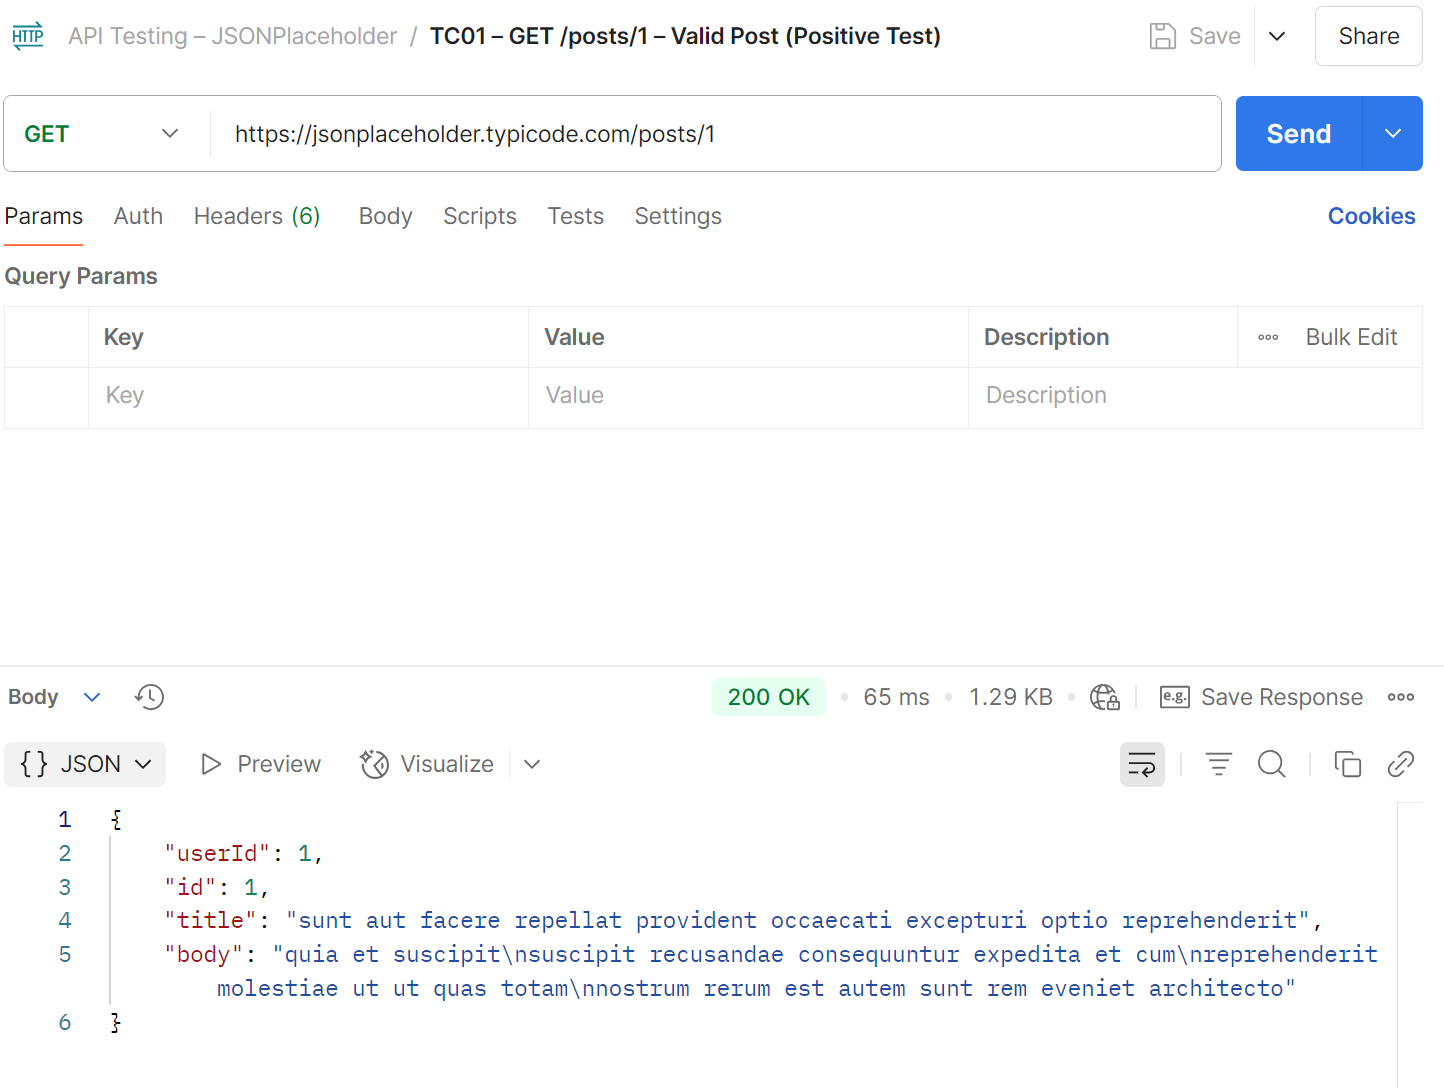 HTTP API Testing – JSONPlaceholder / TC01 – GET /posts/1 – Valid Post (Positive Test) Save Share
GET https://jsonplaceholder.typicode.com/posts/1 Send
Params Auth Headers (6) Body Scripts Tests Settings Cookies
Query Params
Key Value Description Bulk Edit
Key Value Description
Body 200 OK 65 ms 1.29 KB e.g. Save Response
{} JSON Preview Visualize
1 {
2 "userId": 1,
3 "id": 1,
4 "title": "sunt aut facere repellat provident occaecati excepturi optio reprehenderit",
5 "body": "quia et suscipit\nsuscipit recusandae consequuntur expedita et cum\nreprehenderit
molestiae ut ut quas totam\nnostrum rerum est autem sunt rem eveniet architecto"
6 }